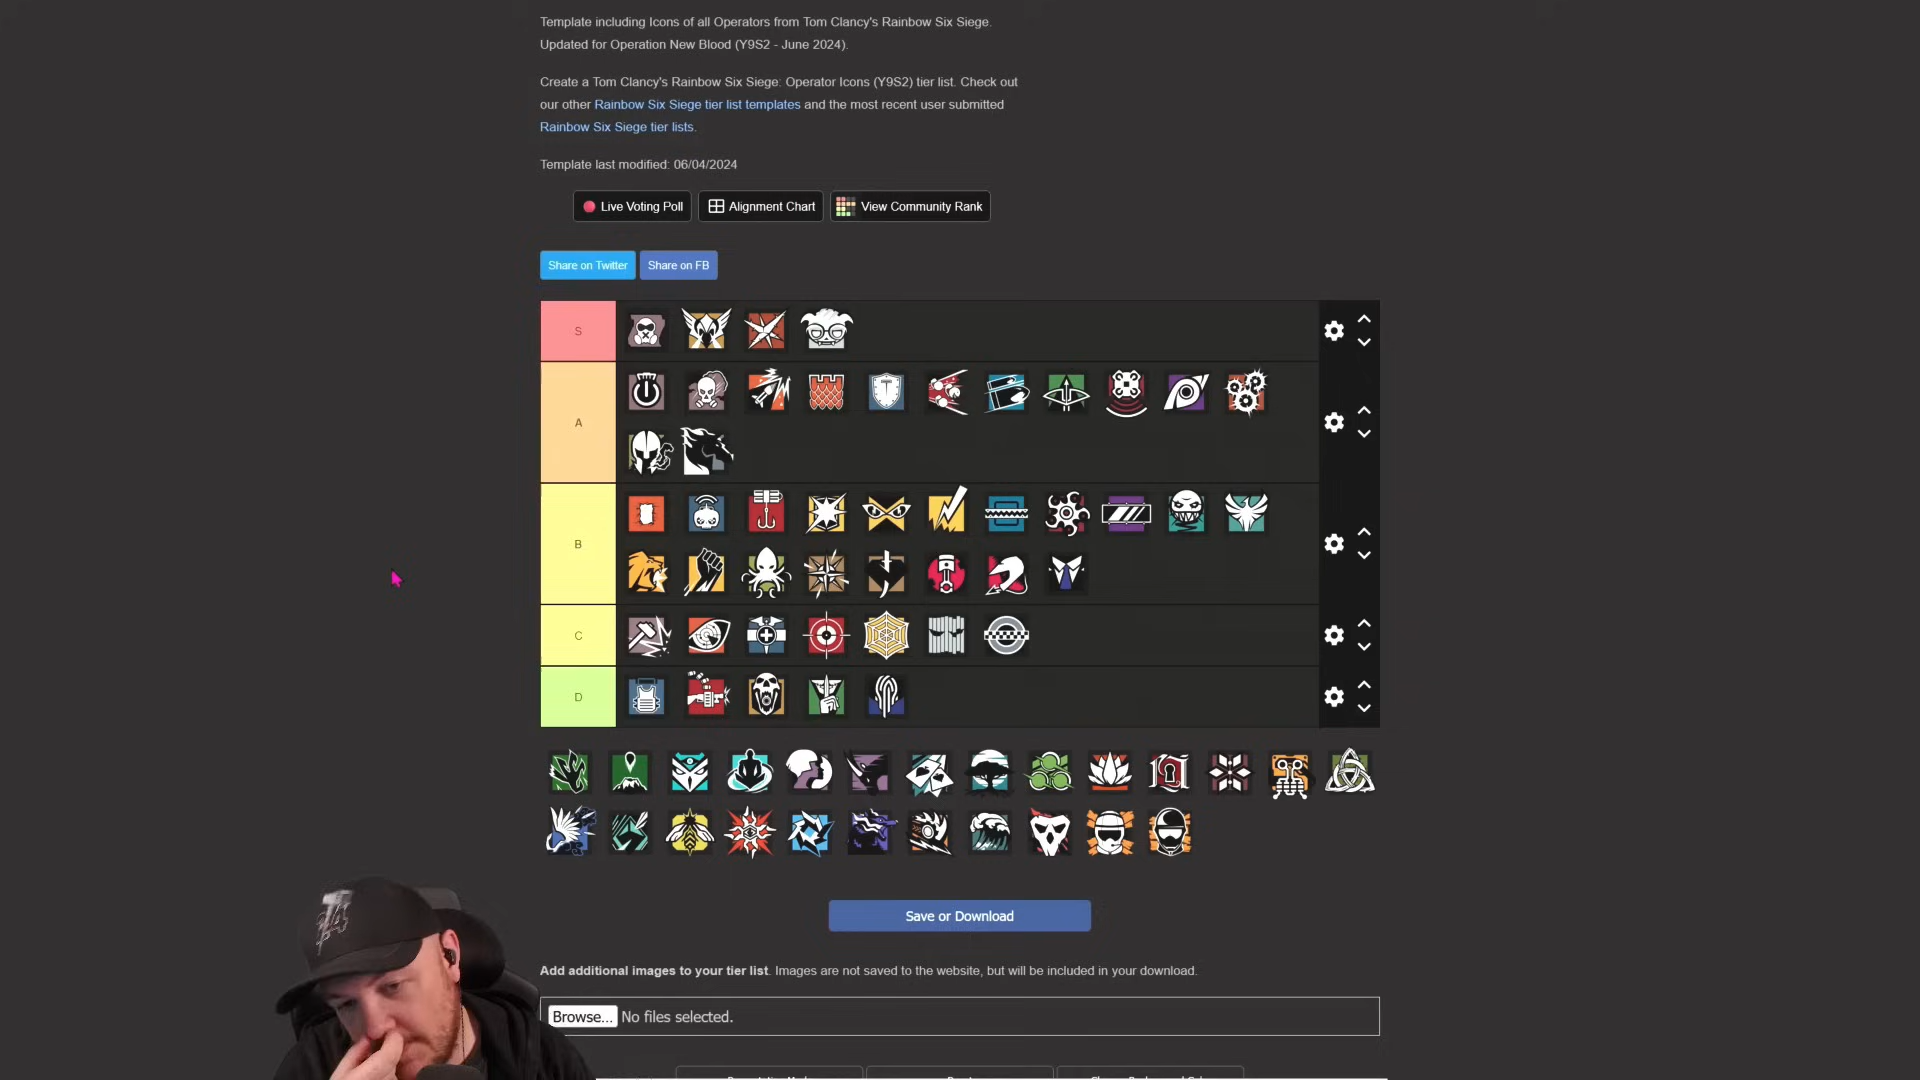 Template including Icons of all Operators from Tom Clancy's Rainbow Six Siege.
Updated for Operation New Blood (Y9S2 - June 2024).
Create a Tom Clancy's Rainbow Six Siege: Operator Icons (Y9S2) tier list. Check out
our other Rainbow Six Siege tier list templates and the most recent user submitted
Rainbow Six Siege tier lists.
Template last modified: 06/04/2024
Live Voting Poll
Alignment Chart
View Community Rank
Share on Twitter
Share on FB
S
A
B
C
D
Save or Download
Add additional images to your tier list. Images are not saved to the website, but will be included in your download.
Browse... No files selected.